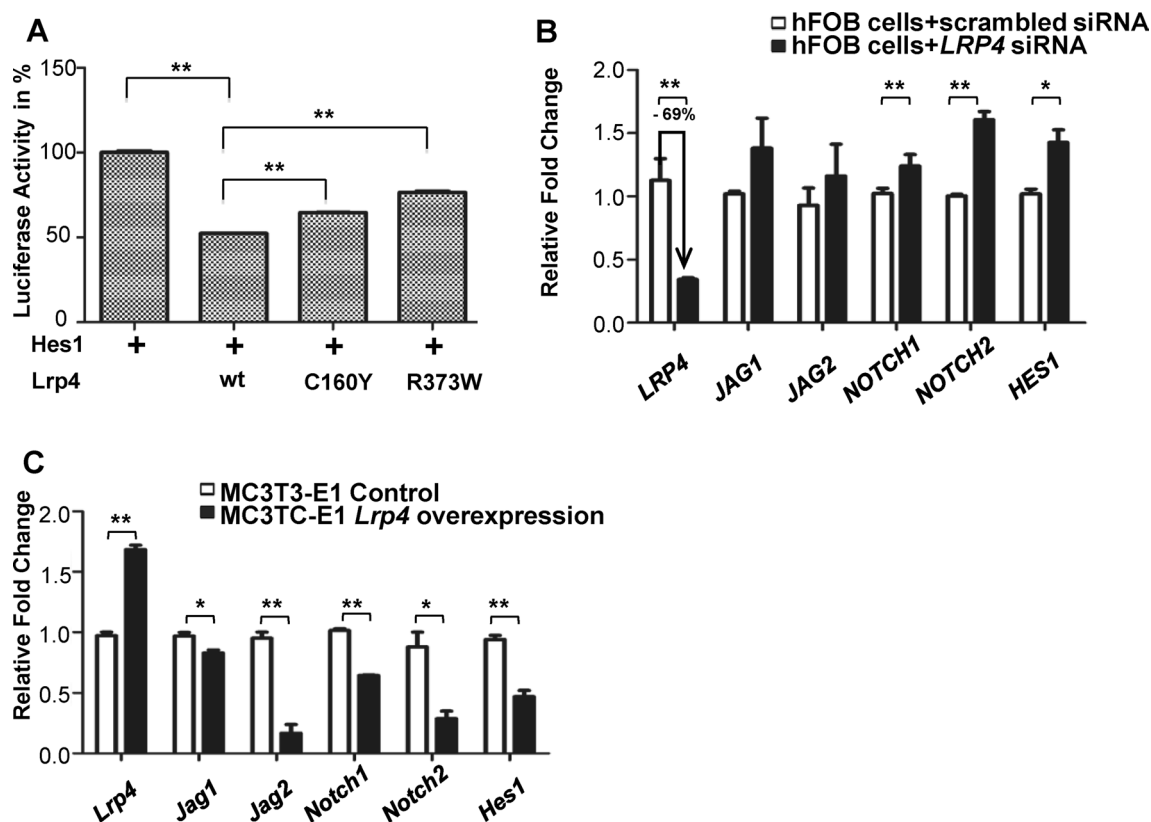 A
Luciferase Activity in %
150
100
50
0
**
**
**
Hes1 + + + +
Lrp4 wt C160Y R373W
B
hFOB cells+scrambled siRNA
hFOB cells+LRP4 siRNA
Relative Fold Change
2.0
1.5
1.0
0.5
0.0
** ** ** *
- 69%
LRP4 JAG1 JAG2 NOTCH1 NOTCH2 HES1
C
MC3T3-E1 Control
MC3TC-E1 Lrp4 overexpression
Relative Fold Change
2.0
1.5
1.0
0.5
0.0
** * ** ** * **
Lrp4 Jag1 Jag2 Notch1 Notch2 Hes1